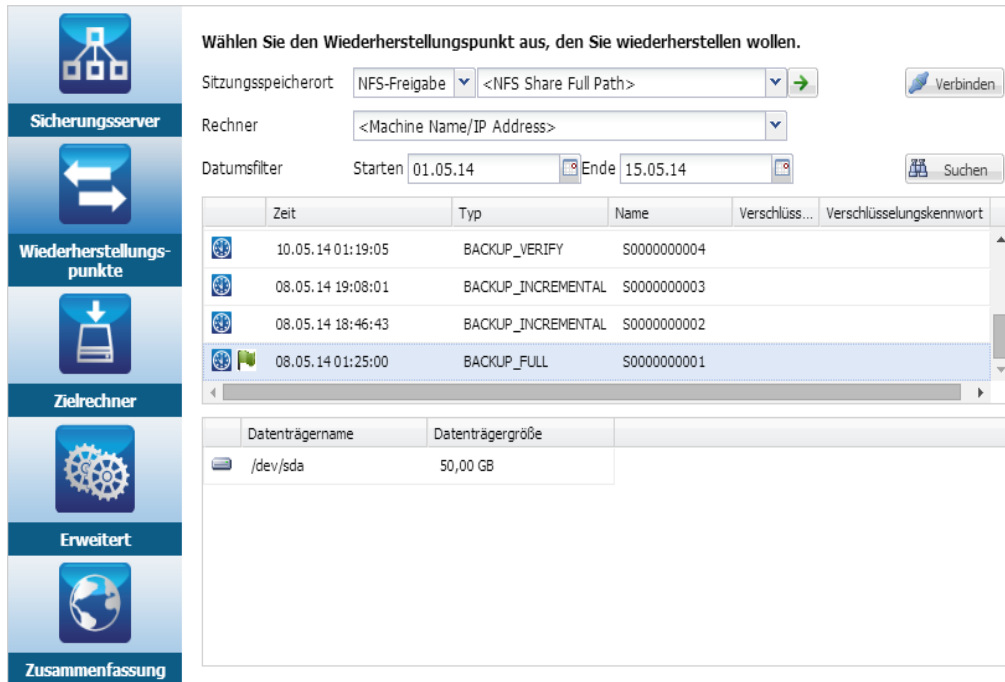 Sicherungsserver
Wiederherstellungs-
punkte
Zielrechner
Erweitert
Zusammenfassung
Wählen Sie den Wiederherstellungspunkt aus, den Sie wiederherstellen wollen.
Sitzungsspeicherort NFS-Freigabe <NFS Share Full Path> Verbinden
Rechner <Machine Name/IP Address>
Datumsfilter Starten 01.05.14 Ende 15.05.14 Suchen
Zeit Typ Name Verschlüss... Verschlüsselungskennwort
10.05.14 01:19:05 BACKUP_VERIFY S0000000004
08.05.14 19:08:01 BACKUP_INCREMENTAL S0000000003
08.05.14 18:46:43 BACKUP_INCREMENTAL S0000000002
08.05.14 01:25:00 BACKUP_FULL S0000000001
Datenträgername Datenträgergröße
/dev/sda 50,00 GB